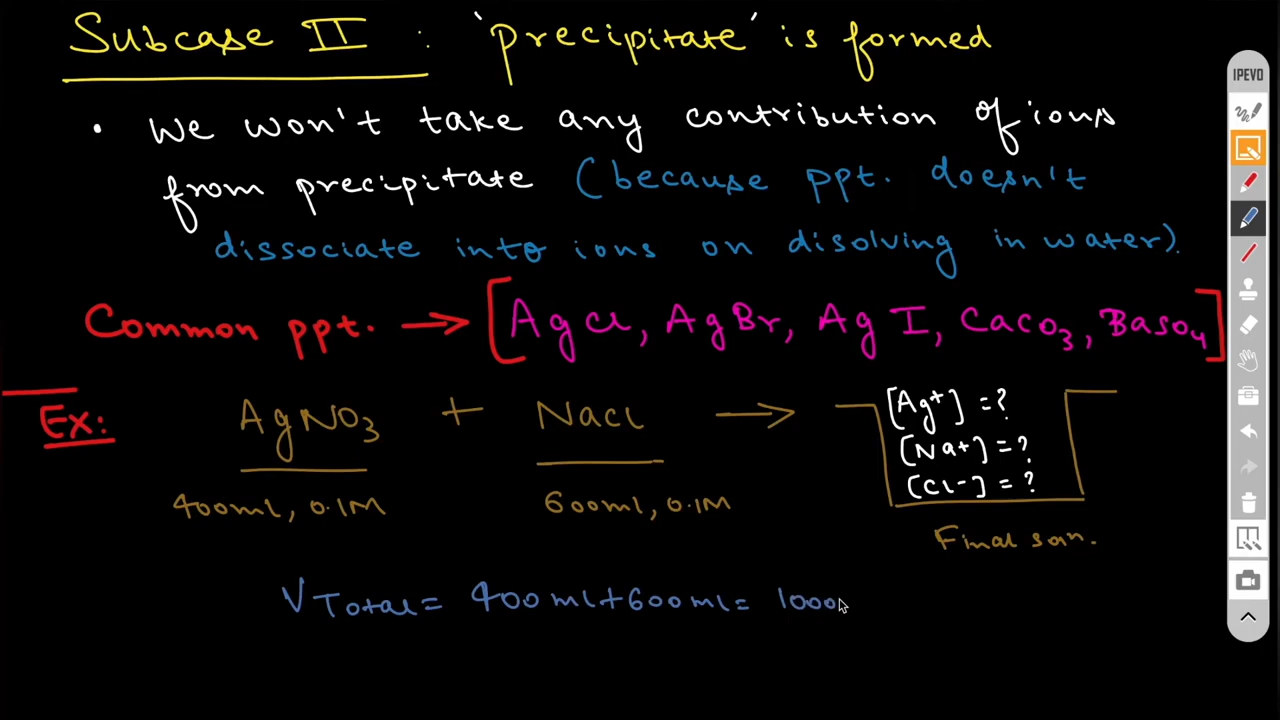 Subcase II : 'precipitate' is formed
• We won't take any contribution of ions
from precipitate (because ppt. doesn't
dissociate into ions on disolving in water).
Common ppt. → [AgCl, AgBr, AgI, CaCO3, BaSO4]
Ex: AgNO3 + NaCl →
[Ag+] = ?
[Na+] = ?
[Cl-] = ?
400ml, 0.1M 600ml, 0.1M
Final soln.
VTotal = 400ml + 600ml = 1000
IPEVO